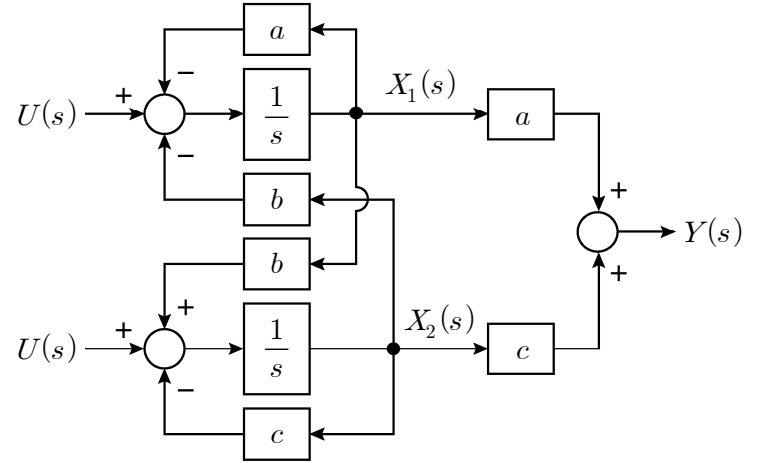 a
−
+
U(s)
1
s
X₁(s)
a
−
b
+
Y(s)
+
b
+
+
U(s)
1
s
X₂(s)
c
−
c